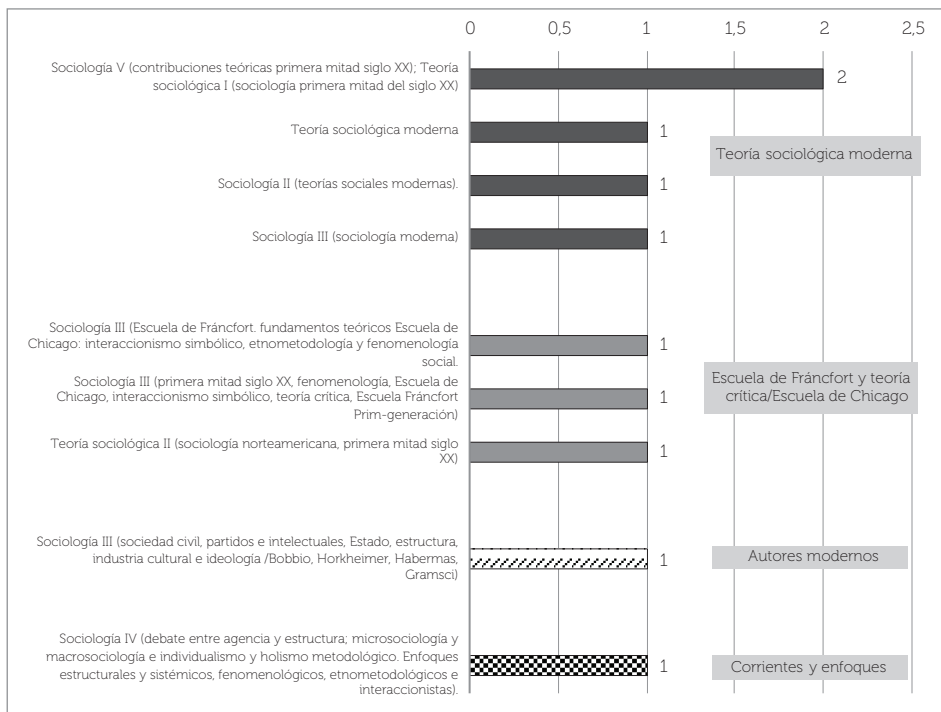 0 0,5 1 1,5 2 2,5
Sociología V (contribuciones teóricas primera mitad siglo XX); Teoría
sociológica I (sociología primera mitad del siglo XX)
2
Teoría sociológica moderna
1
Teoría sociológica moderna
Sociología II (teorías sociales modernas).
1
Sociología III (sociología moderna)
1
Sociología III (Escuela de Fráncfort. fundamentos teóricos Escuela de
Chicago: interaccionismo simbólico, etnometodología y fenomenología
social.
1
Sociología III (primera mitad siglo XX, fenomenología, Escuela de
Chicago, interaccionismo simbólico, teoría crítica, Escuela Fráncfort
Prim-generación)
1
Escuela de Fráncfort y teoría
crítica/Escuela de Chicago
Teoría sociológica II (sociología norteamericana, primera mitad siglo
XX)
1
Sociología III (sociedad civil, partidos e intelectuales, Estado, estructura,
industria cultural e ideología /Bobbio, Horkheimer, Habermas,
Gramsci)
1
Autores modernos
Sociología IV (debate entre agencia y estructura; microsociología y
macrosociología e individualismo y holismo metodológico. Enfoques
estructurales y sistémicos, fenomenológicos, etnometodológicos e
interaccionistas).
1
Corrientes y enfoques